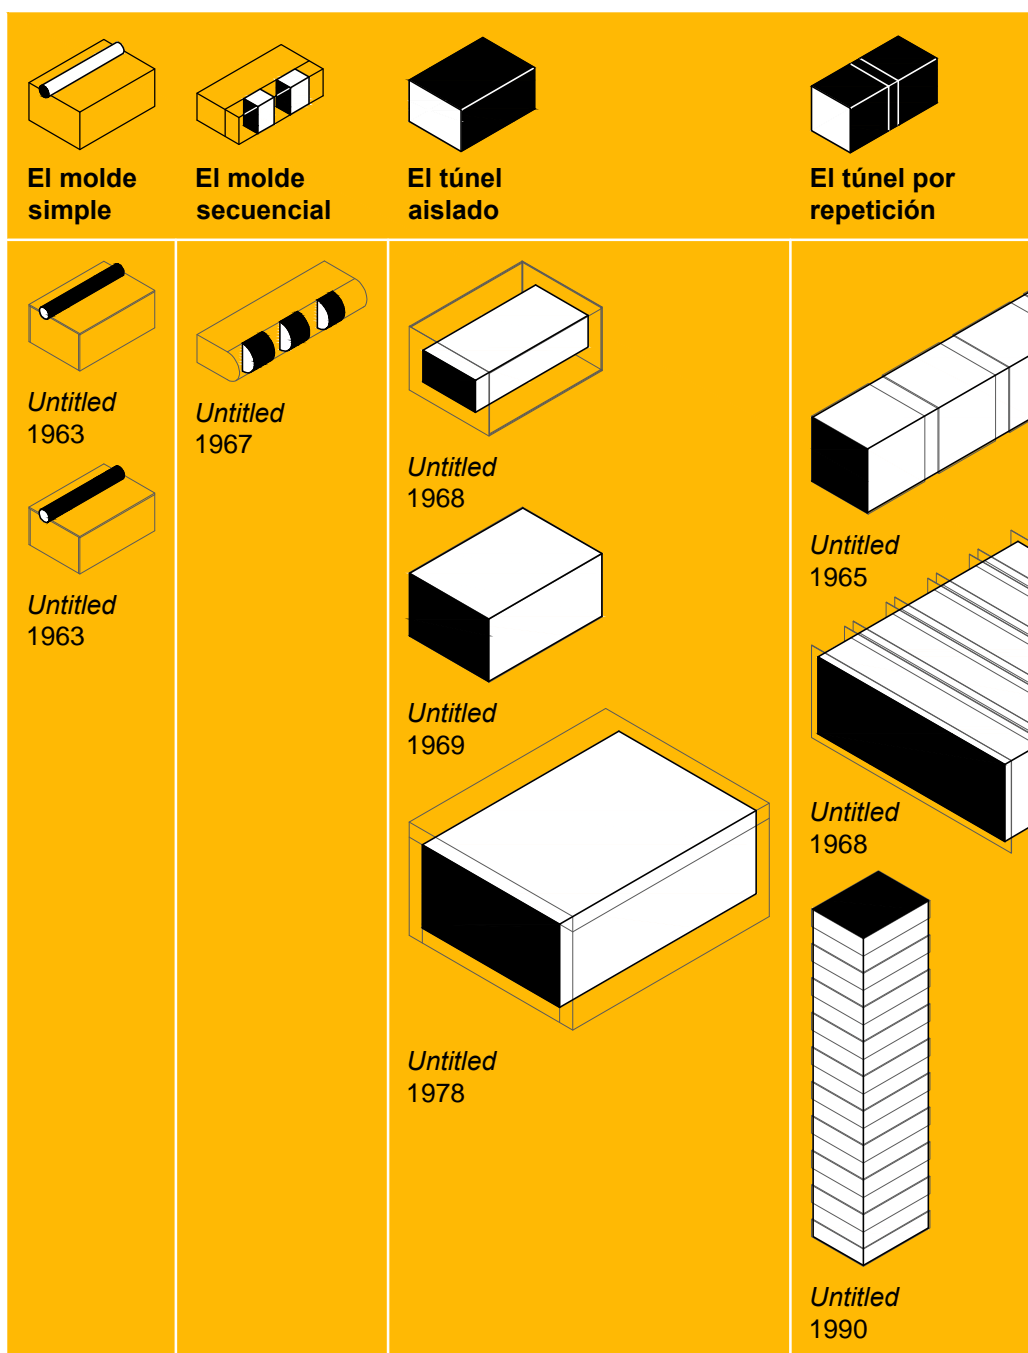 El molde
simple
El molde
secuencial
El túnel
aislado
El túnel por
repetición
Untitled
1963
Untitled
1963
Untitled
1967
Untitled
1968
Untitled
1969
Untitled
1978
Untitled
1965
Untitled
1968
Untitled
1990